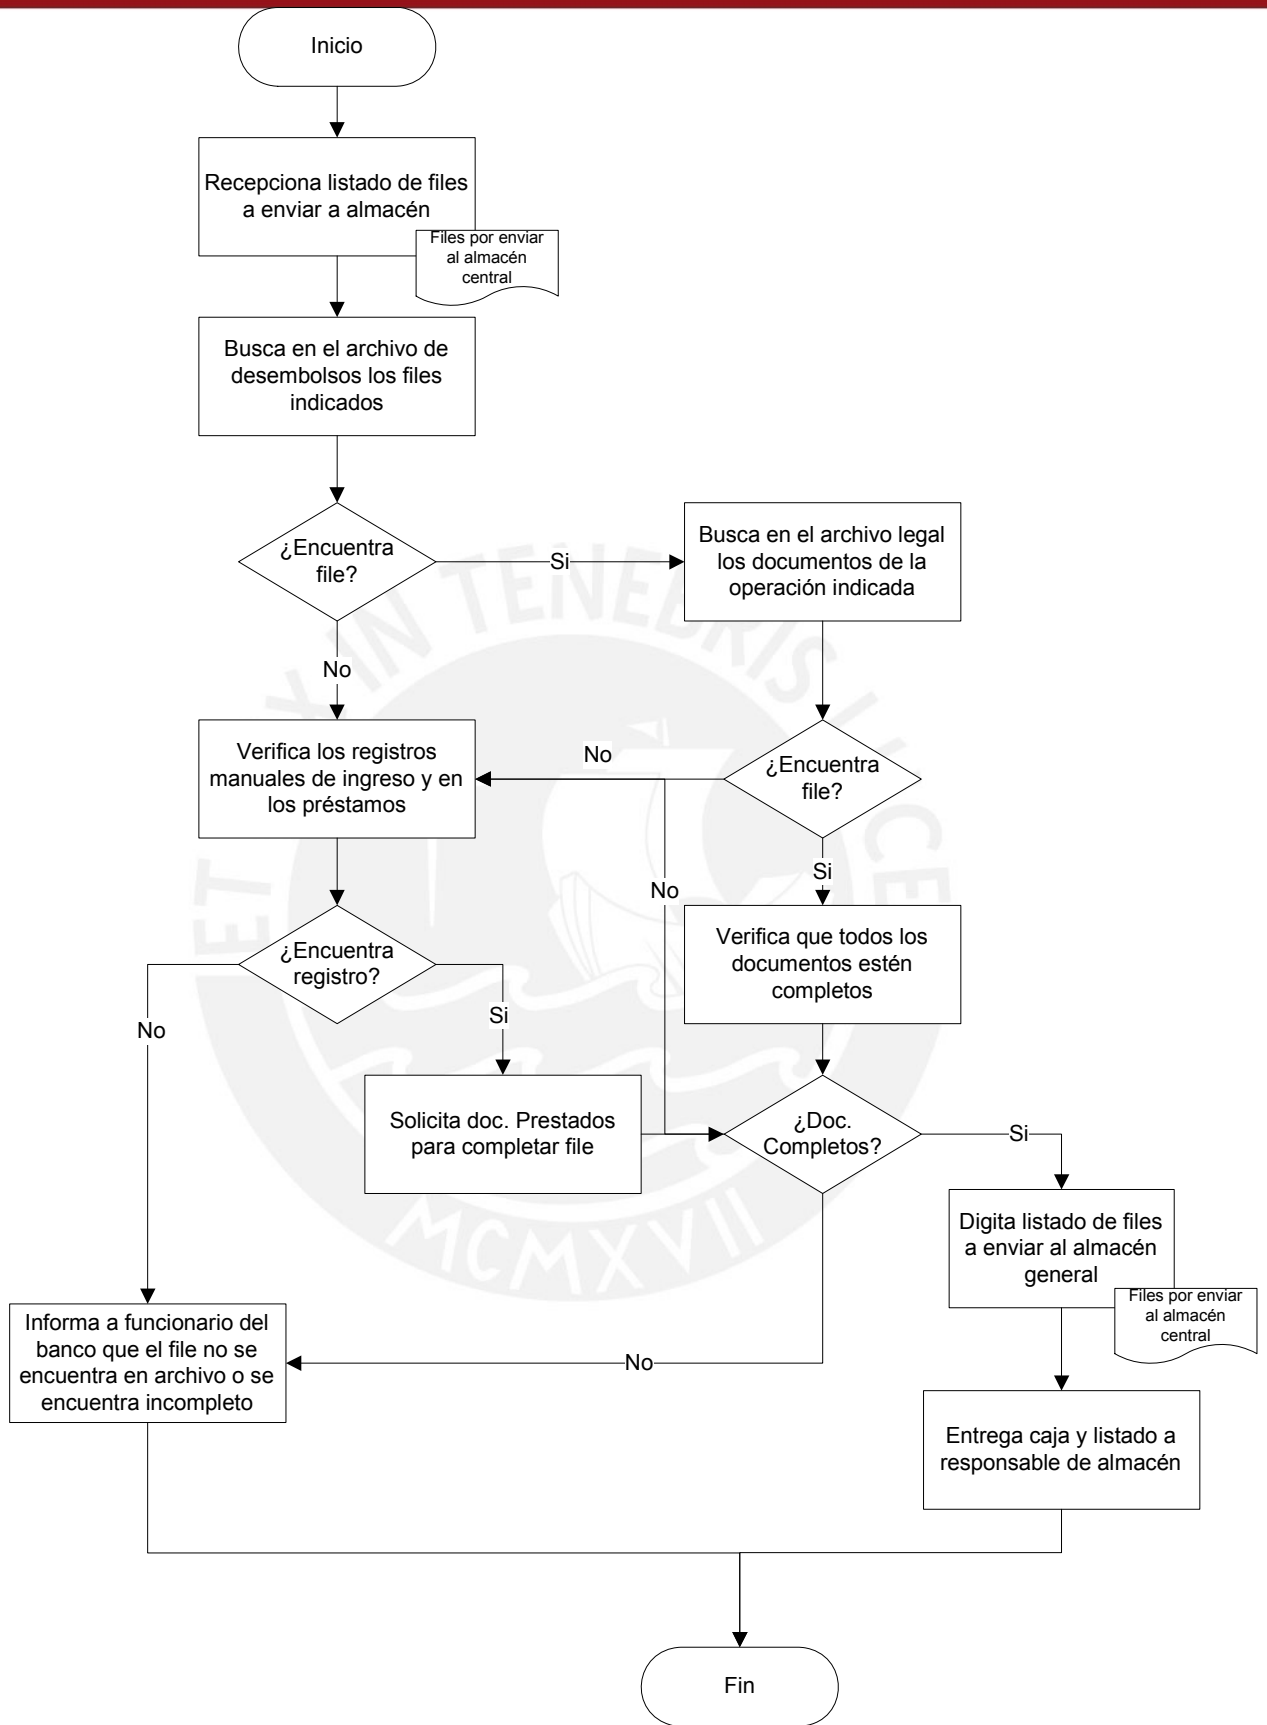 Inicio
Recepciona listado de files
a enviar a almacén
Files por enviar
al almacén
central
Busca en el archivo de
desembolsos los files
indicados
¿Encuentra
file?
Si
Busca en el archivo legal
los documentos de la
operación indicada
No
Verifica los registros
manuales de ingreso y en
los préstamos
No
¿Encuentra
file?
Si
No
¿Encuentra
registro?
Verifica que todos los
documentos estén
completos
No
Si
Solicita doc. Prestados
para completar file
¿Doc.
Completos?
Si
Digita listado de files
a enviar al almacén
general
Files por enviar
al almacén
central
Informa a funcionario del
banco que el file no se
encuentra en archivo o se
encuentra incompleto
No
Entrega caja y listado a
responsable de almacén
Fin
MCMXVII